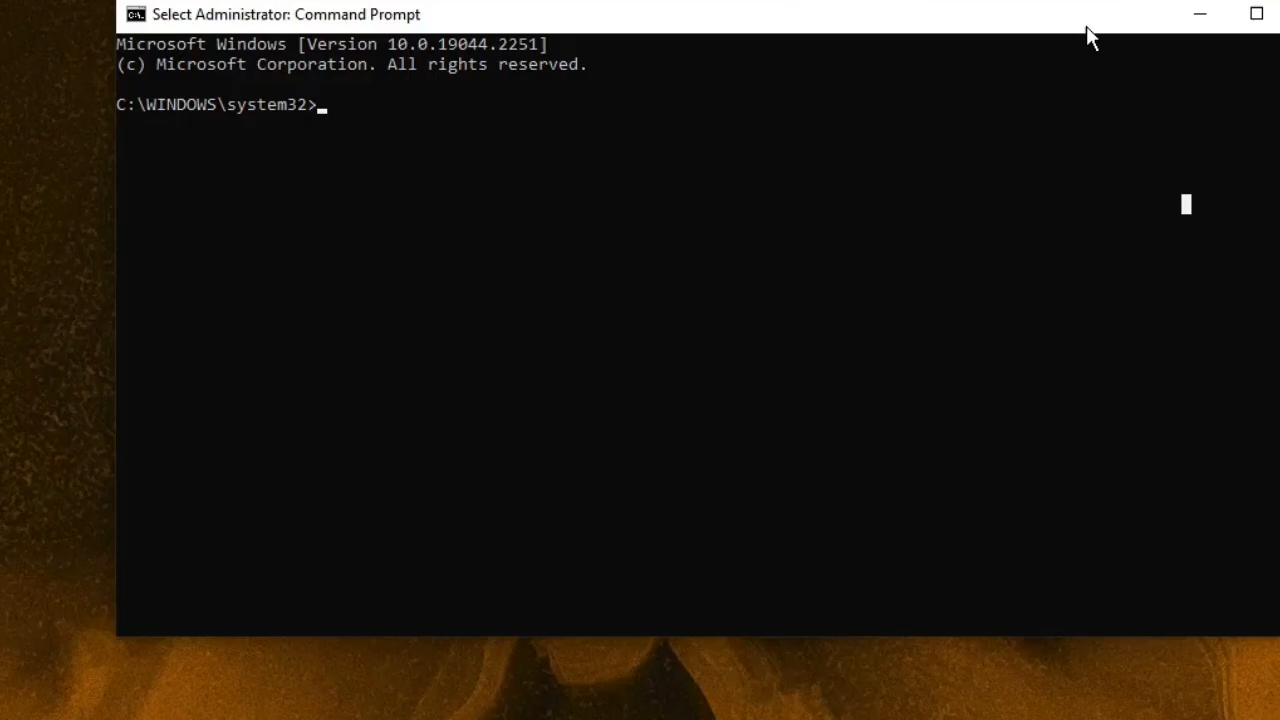 Select Administrator: Command Prompt
Microsoft Windows [Version 10.0.19044.2251]
(c) Microsoft Corporation. All rights reserved.
C:\WINDOWS\system32>